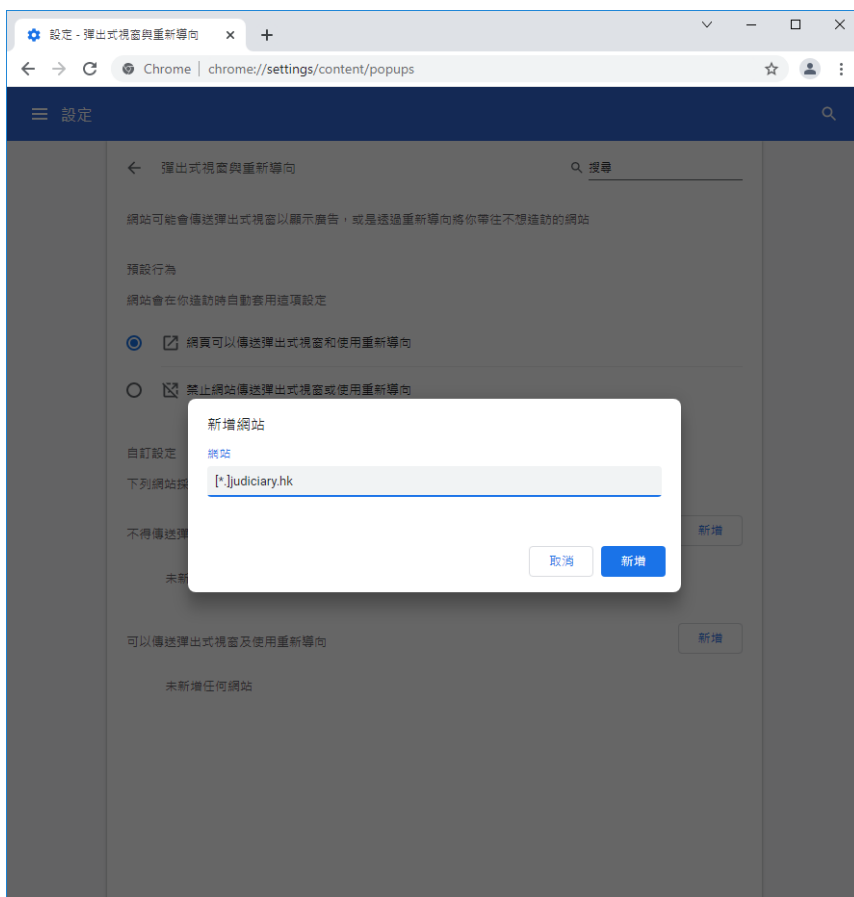 設定 - 彈出式視窗與重新導向
Chrome | chrome://settings/content/popups
設定
彈出式視窗與重新導向
搜尋
網站可能會傳送彈出式視窗以顯示廣告，或是透過重新導向將你帶往不想造訪的網站
預設行為
網站會在你造訪時自動套用這項設定
網頁可以傳送彈出式視窗和使用重新導向
禁止網站傳送彈出式視窗或使用重新導向
新增網站
自訂設定
網站
下列網站採
[*.]judiciary.hk
不得傳送彈
新增
取消
新增
未新
可以傳送彈出式視窗及使用重新導向
新增
未新增任何網站